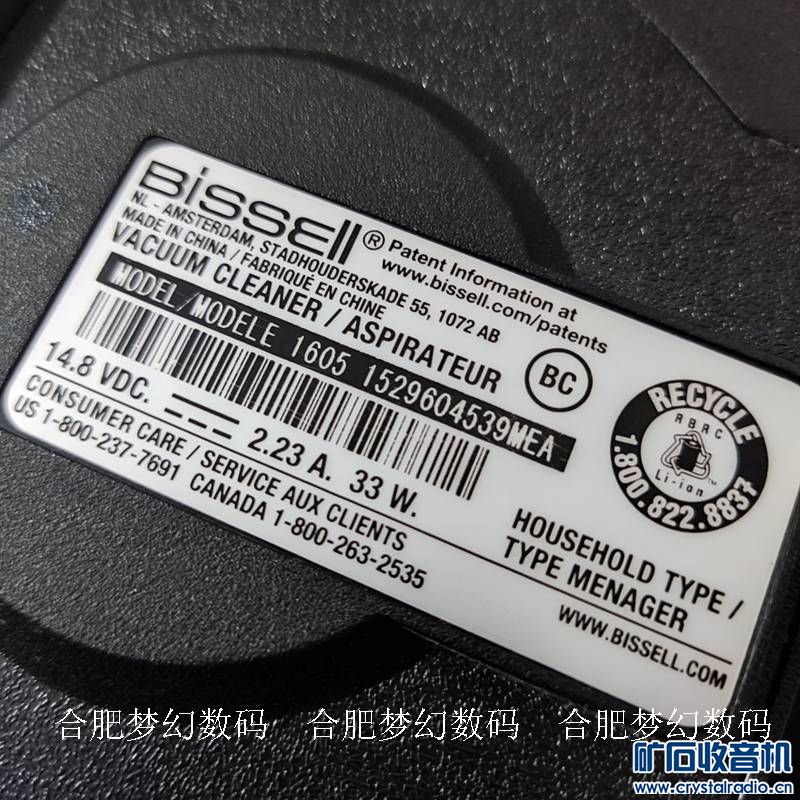 BISSELL® Patent Information at
www.bissell.com/patents
NL - AMSTERDAM, STADHOUDERSKADE 55, 1072 AB
MADE IN CHINA / FABRIQUÉ EN CHINE
VACUUM CLEANER / ASPIRATEUR
BC
MODEL/MODELE 1605 1529604539MEA
14.8 VDC. 2.23 A. 33 W.
CONSUMER CARE / SERVICE AUX CLIENTS
US 1-800-237-7691 CANADA 1-800-263-2535
RECYCLE
RBRC
Li-ion
TM
1.800.822.8837
HOUSEHOLD TYPE /
TYPE MENAGER
WWW.BISSELL.COM
合肥梦幻数码 合肥梦幻数码 合肥梦幻数码
矿石收音机
www.crystalradio.cn